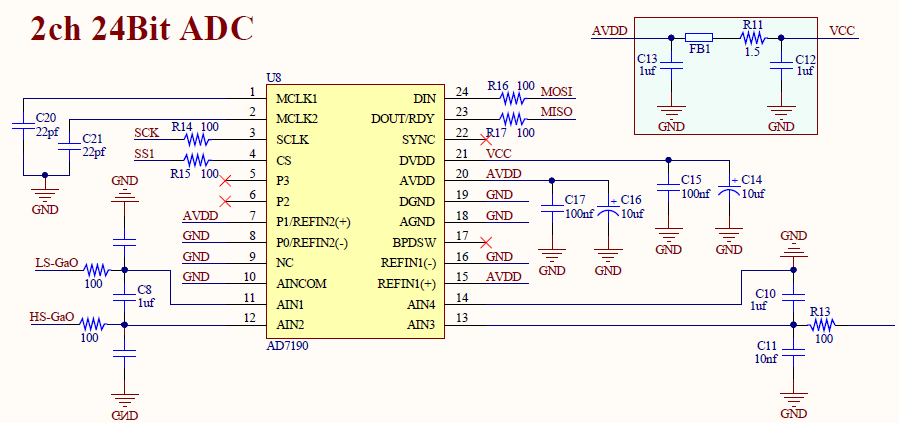 2ch 24Bit ADC
AVDD
R11
VCC
FB1
1.5
C13
1uf
C12
1uf
GND
GND
U8
1 MCLK1 DIN 24 R16 100 MOSI
2 MCLK2 DOUT/RDY 23 R17 100 MISO
C20
22pf
C21
22pf
SCK R14 100 3 SCLK SYNC 22
SS1 R15 100 4 CS DVDD 21 VCC
5 P3 AVDD 20 AVDD
6 P2 DGND 19 GND
GND
GND
AVDD 7 P1/REFIN2(+) AGND 18 GND
GND 8 P0/REFIN2(-) BPDSW 17
GND 9 NC REFIN1(-) 16 GND
GND 10 AINCOM REFIN1(+) 15 AVDD
11 AIN1 AIN4 14
12 AIN2 AIN3 13
AD7190
C17
100nf
C16
10uf
+
GND
GND
C15
100nf
C14
10uf
+
GND
GND
LS-GaO
100
C8
1uf
HS-GaO
100
GND
GND
C10
1uf
R13
100
C11
10nf
GND